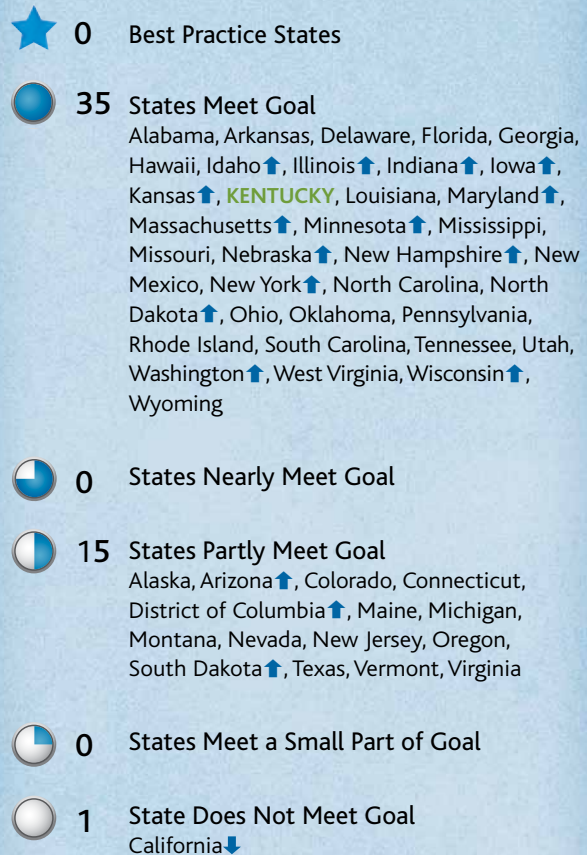 0 Best Practice States
35 States Meet Goal
Alabama, Arkansas, Delaware, Florida, Georgia,
Hawaii, Idaho⬆, Illinois⬆, Indiana⬆, Iowa⬆,
Kansas⬆, KENTUCKY, Louisiana, Maryland⬆,
Massachusetts⬆, Minnesota⬆, Mississippi,
Missouri, Nebraska⬆, New Hampshire⬆, New
Mexico, New York⬆, North Carolina, North
Dakota⬆, Ohio, Oklahoma, Pennsylvania,
Rhode Island, South Carolina, Tennessee, Utah,
Washington⬆, West Virginia, Wisconsin⬆,
Wyoming
0 States Nearly Meet Goal
15 States Partly Meet Goal
Alaska, Arizona⬆, Colorado, Connecticut,
District of Columbia⬆, Maine, Michigan,
Montana, Nevada, New Jersey, Oregon,
South Dakota⬆, Texas, Vermont, Virginia
0 States Meet a Small Part of Goal
1 State Does Not Meet Goal
California⬇